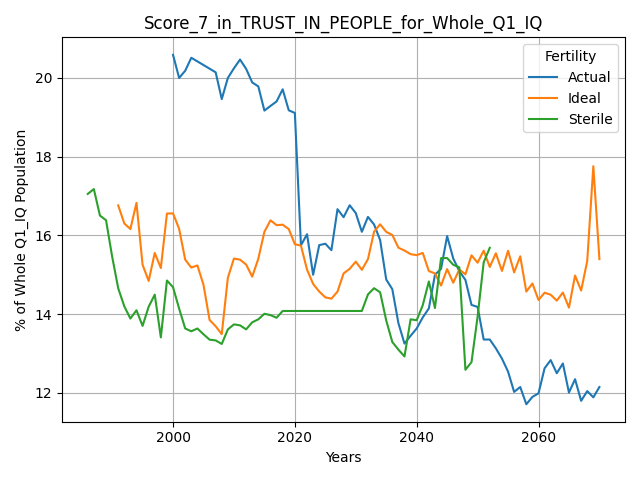 Score_7_in_TRUST_IN_PEOPLE_for_Whole_Q1_IQ
% of Whole Q1_IQ Population
20
18
16
14
12
Fertility
Actual
Ideal
Sterile
2000 2020 2040 2060
Years